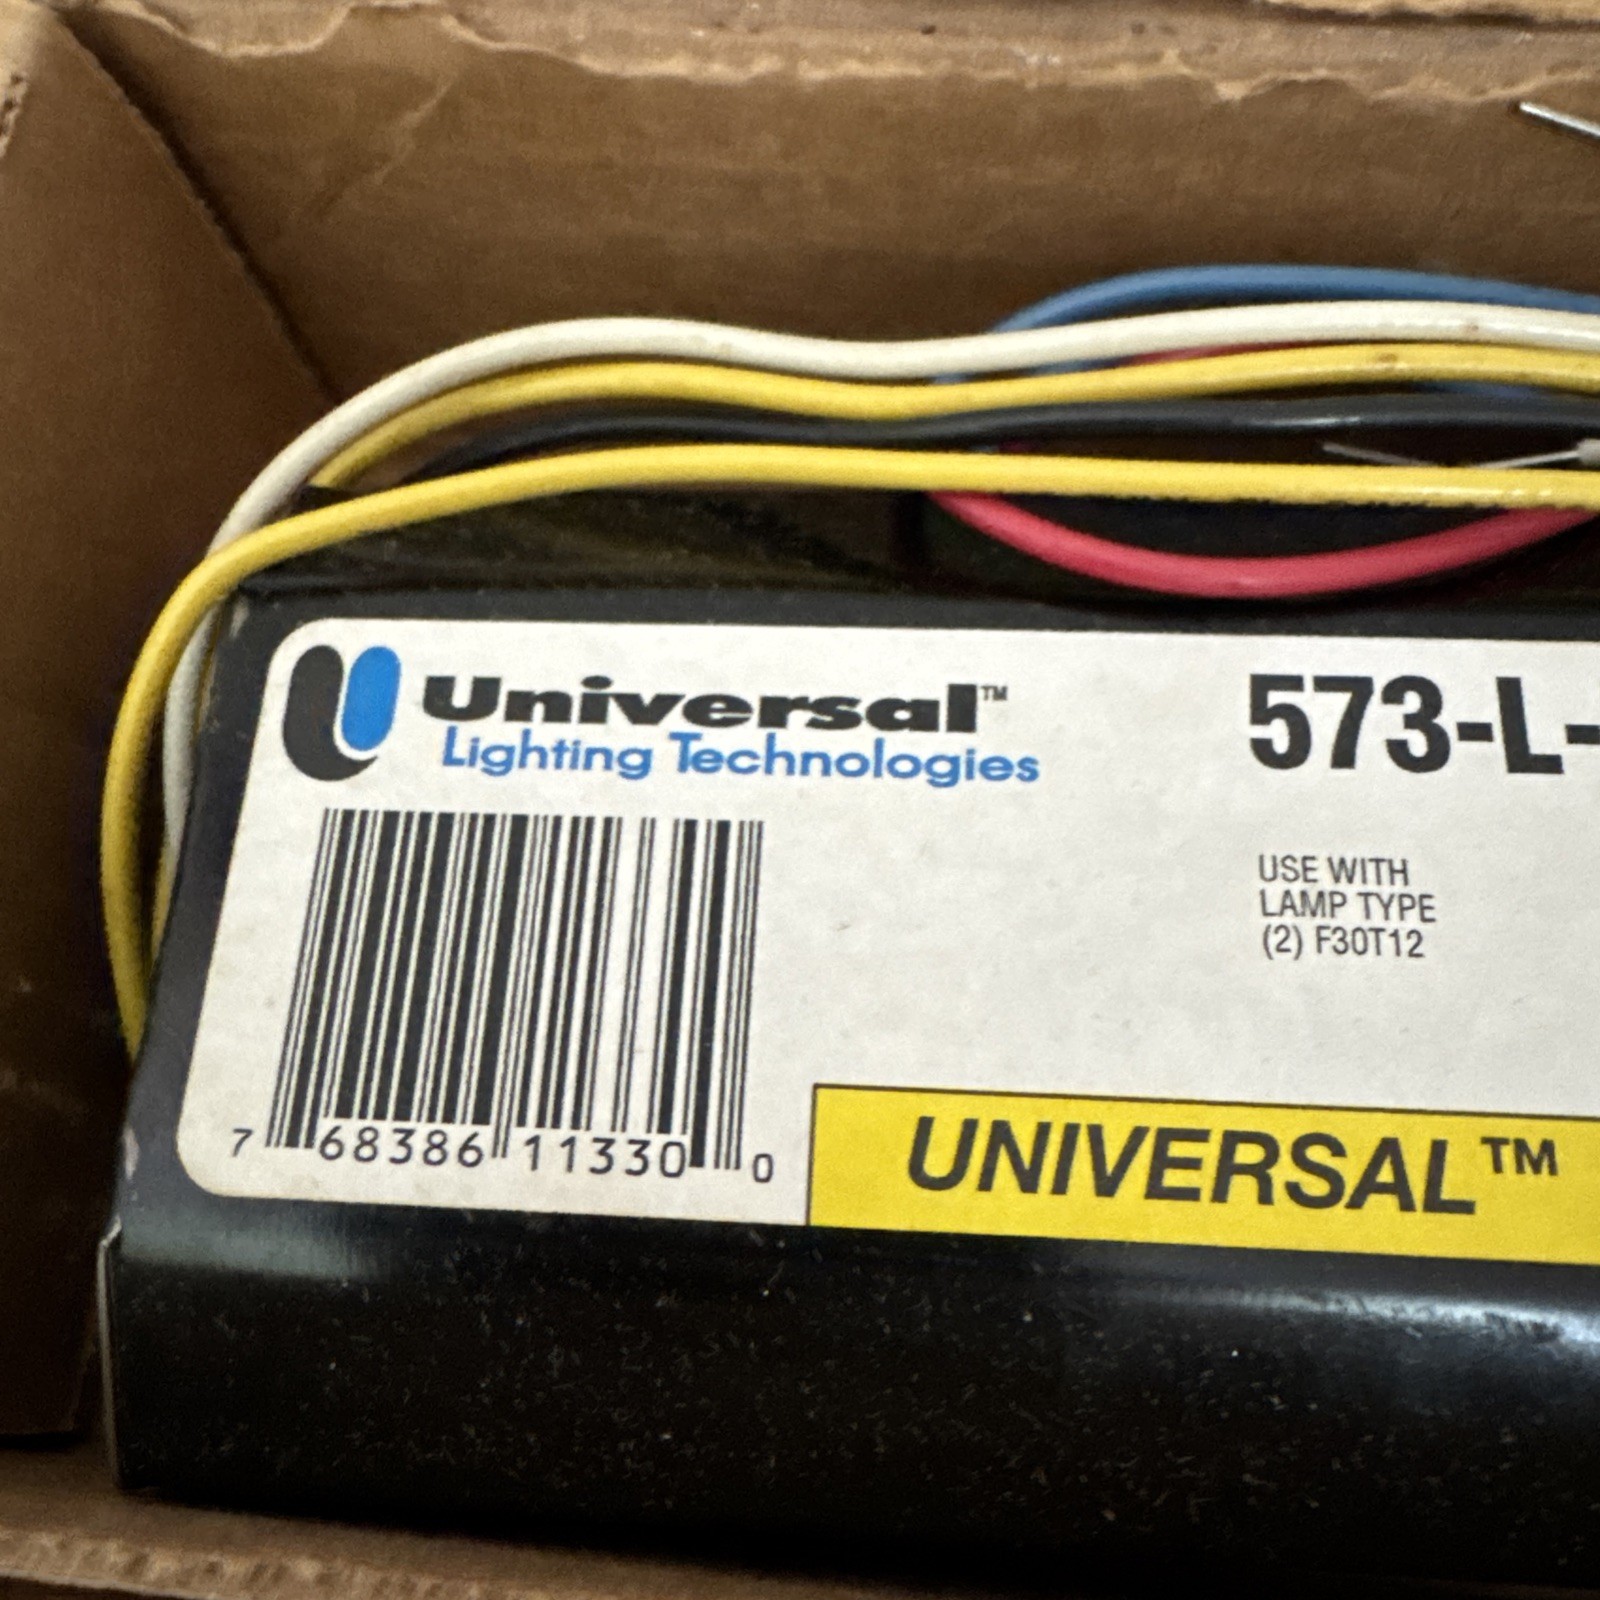 Universal™
Lighting Technologies
573-L-
USE WITH
LAMP TYPE
(2) F30T12
7 68386 11330 0
UNIVERSAL™